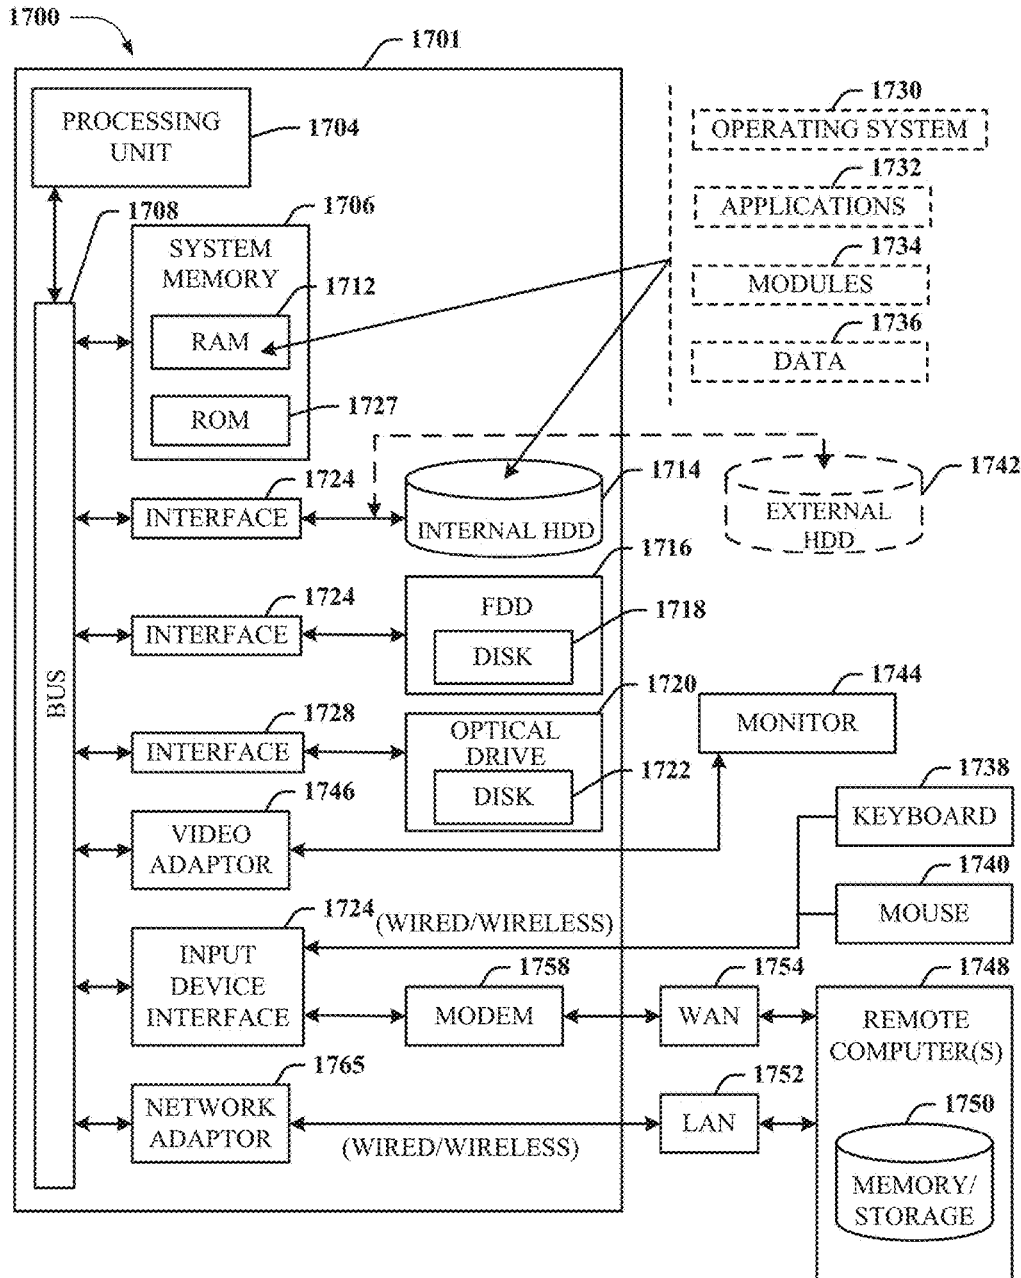 1700
1701
PROCESSING
UNIT
1704
1708
1706
SYSTEM
MEMORY
1712
RAM
ROM
1727
1730
OPERATING SYSTEM
1732
APPLICATIONS
1734
MODULES
1736
DATA
1724
INTERFACE
1714
INTERNAL HDD
1742
EXTERNAL
HDD
1716
1724
INTERFACE
FDD
1718
DISK
BUS
1720
1728
INTERFACE
OPTICAL
DRIVE
1722
DISK
1744
MONITOR
1746
VIDEO
ADAPTOR
1738
KEYBOARD
1740
MOUSE
1724
(WIRED/WIRELESS)
INPUT
DEVICE
INTERFACE
1758
MODEM
1754
WAN
1748
REMOTE
COMPUTER(S)
1765
NETWORK
ADAPTOR
(WIRED/WIRELESS)
1752
LAN
1750
MEMORY/
STORAGE